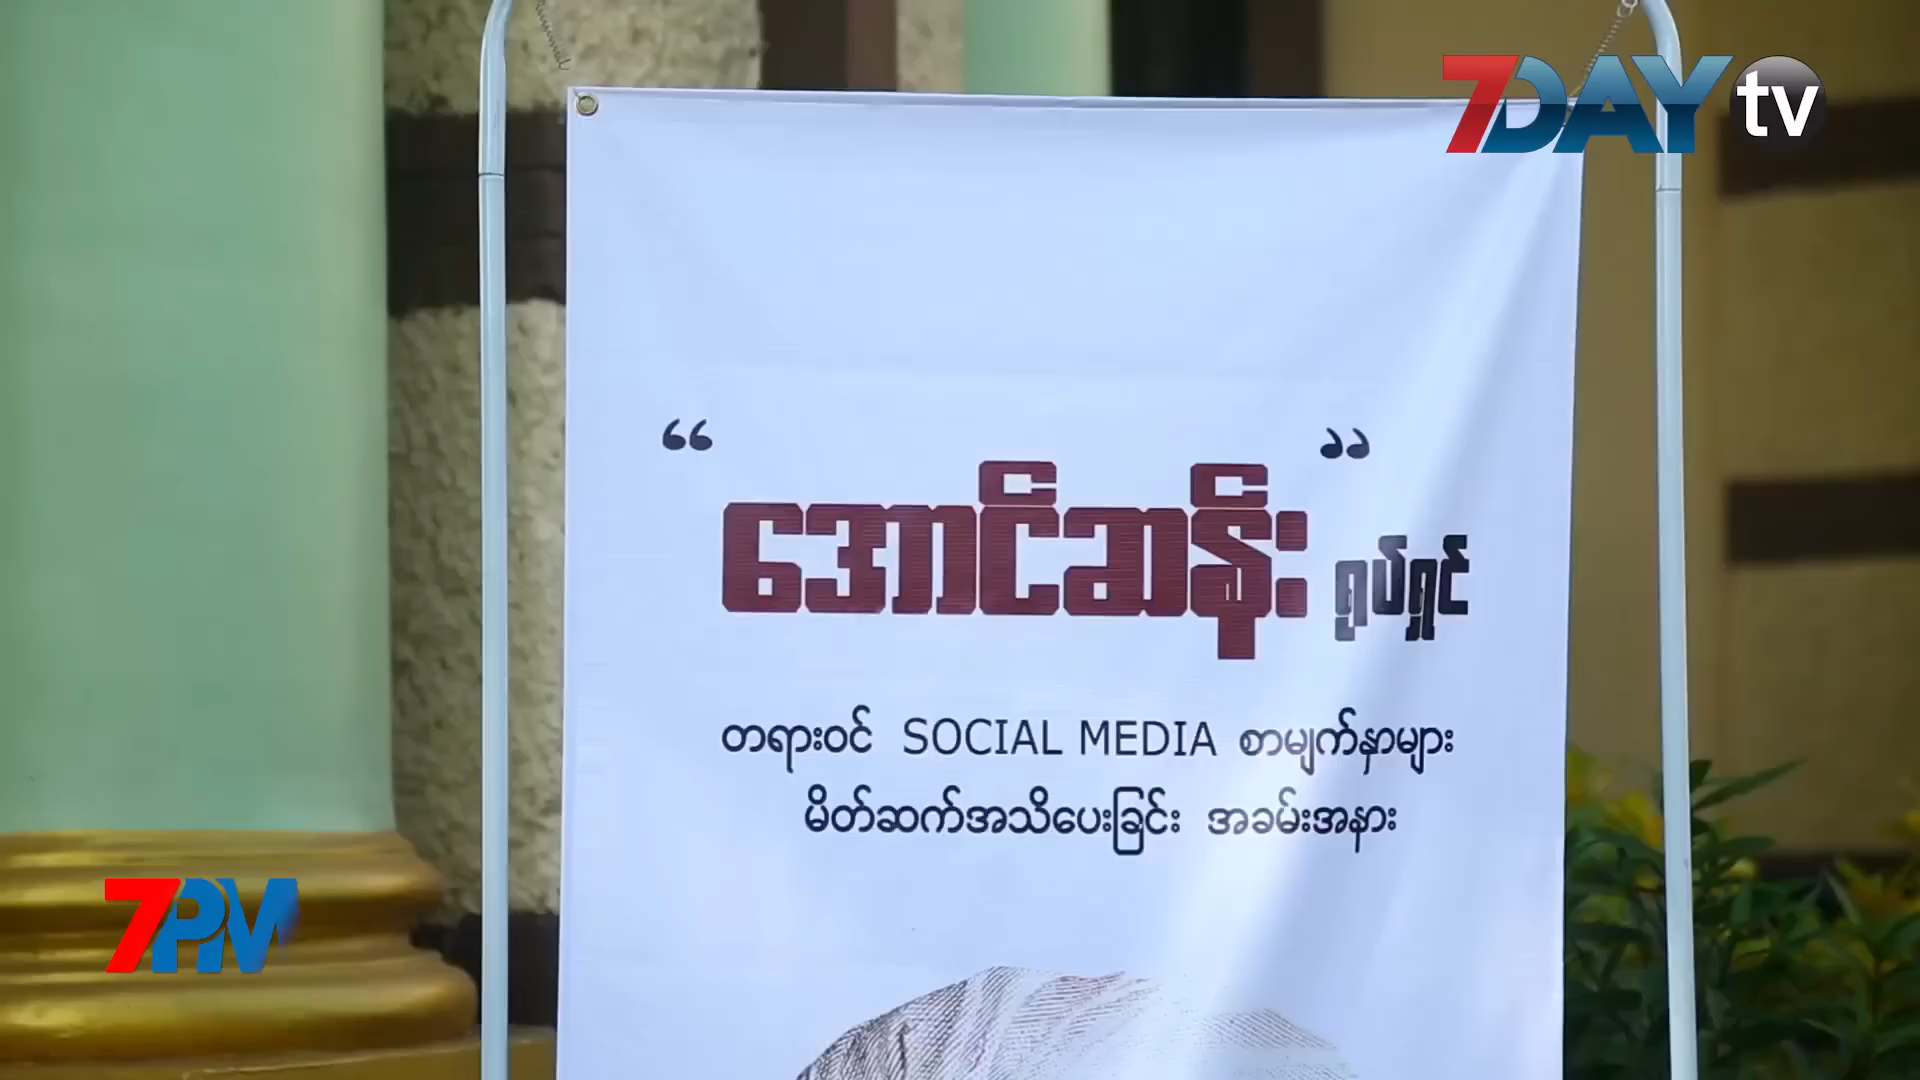 7DAY tv
“အောင်ဆန်း” ရုပ်ရှင်
တရားဝင် SOCIAL MEDIA စာမျက်နှာများ
မိတ်ဆက်အသိပေးခြင်း အခမ်းအနား
7PM